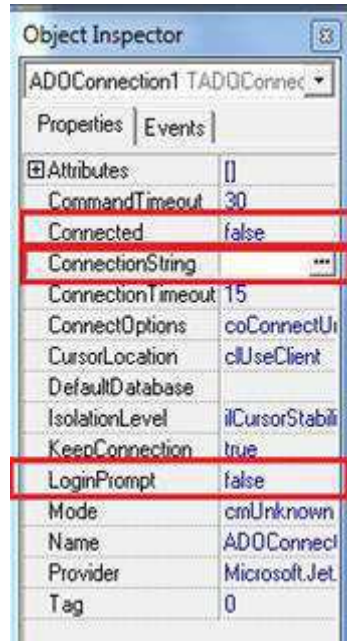 Object Inspector
ADOConnection1 TADOConnec
Properties Events
Attributes []
CommandTimeout 30
Connected false
ConnectionString ...
ConnectionTimeout 15
ConnectOptions coConnectUn
CursorLocation clUseClient
DefaultDatabase
IsolationLevel ilCursorStabili
KeepConnection true
LoginPrompt false
Mode cmUnknown
Name ADOConnect
Provider Microsoft.Jet.
Tag 0